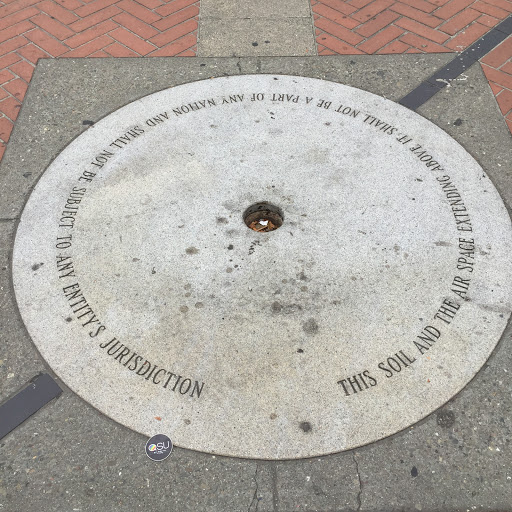 THIS SOIL AND THE AIR SPACE EXTENDING ABOVE IT SHALL NOT BE A PART OF ANY NATION AND SHALL NOT BE SUBJECT TO ANY ENTITY'S JURISDICTION
OSU